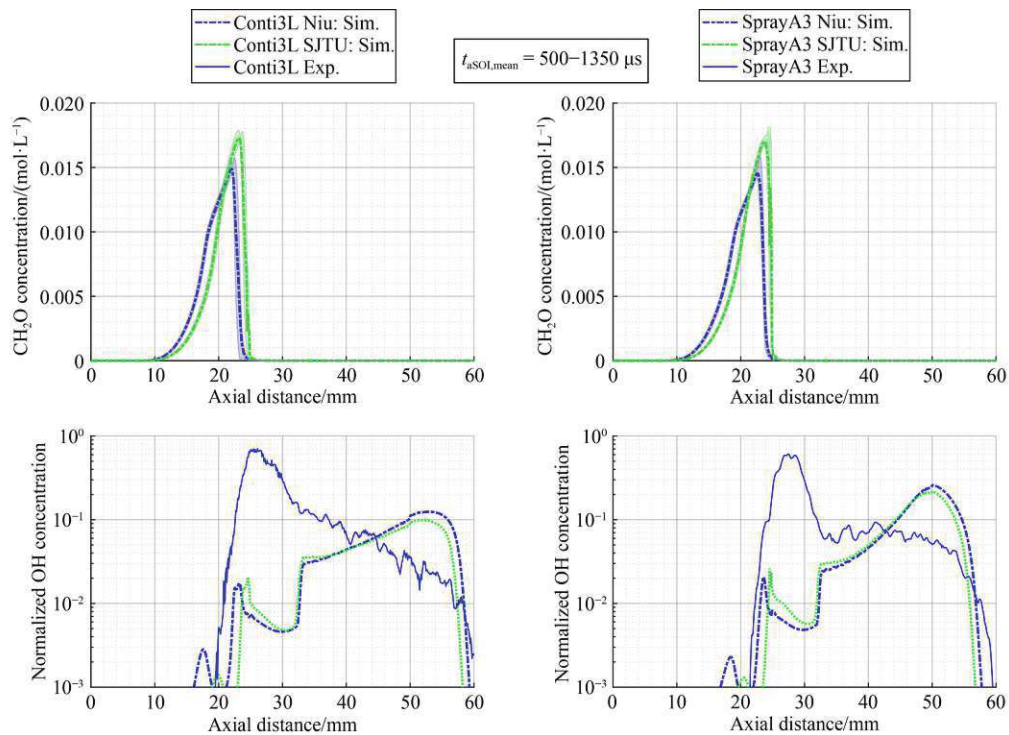 Conti3L Niu: Sim.
Conti3L SJTU: Sim.
Conti3L Exp.
t_aSOI,mean = 500−1350 μs
SprayA3 Niu: Sim.
SprayA3 SJTU: Sim.
SprayA3 Exp.
CH₂O concentration/(mol·L⁻¹)
0.020
0.015
0.010
0.005
0
0 10 20 30 40 50 60
Axial distance/mm
CH₂O concentration/(mol·L⁻¹)
0.020
0.015
0.010
0.005
0
0 10 20 30 40 50 60
Axial distance/mm
Normalized OH concentration
10⁰
10⁻¹
10⁻²
10⁻³
0 10 20 30 40 50 60
Axial distance/mm
Normalized OH concentration
10⁰
10⁻¹
10⁻²
10⁻³
0 10 20 30 40 50 60
Axial distance/mm